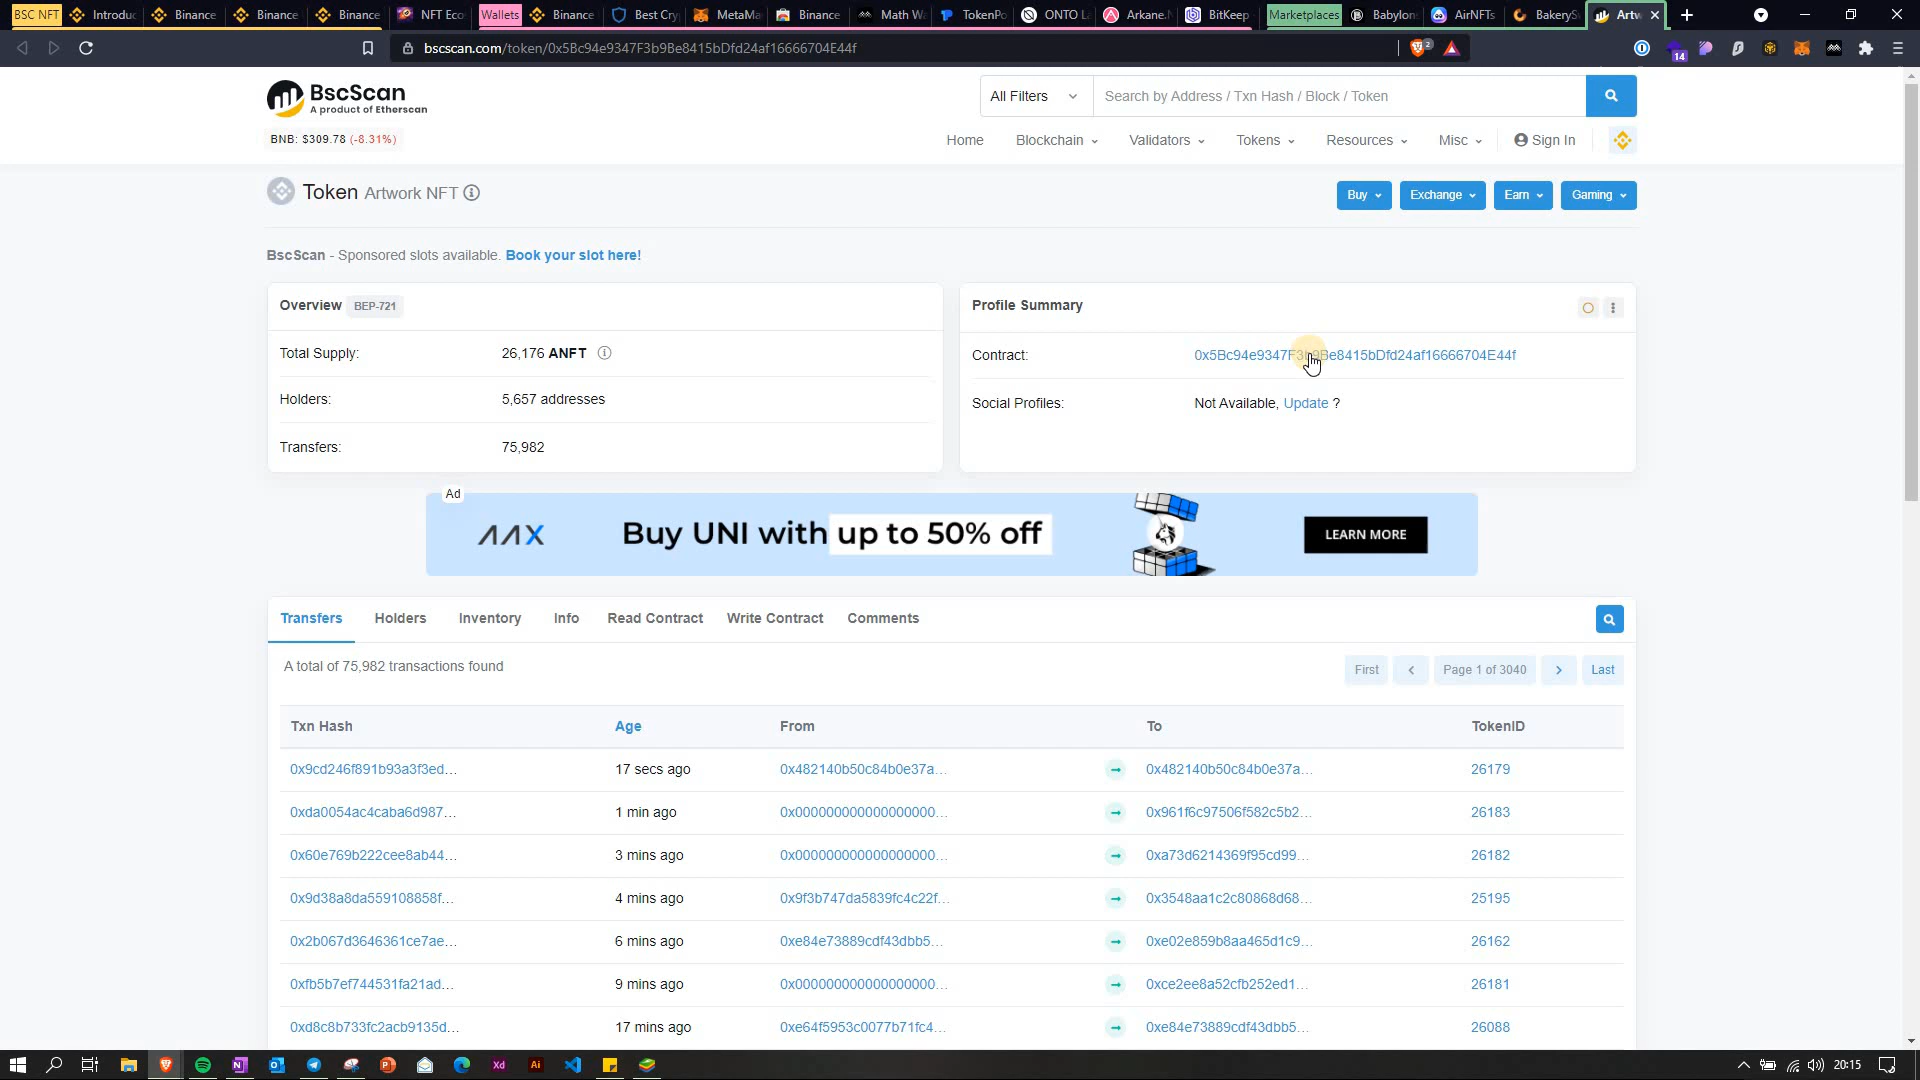 BSC NFT Introduc Binance Binance Binance NFT Eco Wallets Binance Best Cry MetaMa Binance Math Wa TokenPo ONTO Arkane.N BitKeep Marketplaces Babylon AirNFTs BakeryS Artw
bscscan.com/token/0x5Bc94e9347F3b9Be8415bDfd24af16666704E44f 2 14
BscScan
A product of Etherscan
All Filters Search by Address / Txn Hash / Block / Token
BNB: $309.78 (-8.31%)
Home Blockchain Validators Tokens Resources Misc Sign In
Token Artwork NFT
Buy Exchange Earn Gaming
BscScan - Sponsored slots available. Book your slot here!
Overview BEP-721
Total Supply: 26,176 ANFT
Holders: 5,657 addresses
Transfers: 75,982
Profile Summary
Contract: 0x5Bc94e9347F3b9Be8415bDfd24af16666704E44f
Social Profiles: Not Available, Update ?
Ad
AAX Buy UNI with up to 50% off LEARN MORE
Transfers Holders Inventory Info Read Contract Write Contract Comments
A total of 75,982 transactions found
First Page 1 of 3040 Last
Txn Hash Age From To TokenID
0x9cd246f891b93a3f3ed... 17 secs ago 0x482140b50c84b0e37a... 0x482140b50c84b0e37a... 26179
0xda0054ac4caba6d987... 1 min ago 0x000000000000000000... 0x961f6c97506f582c5b2... 26183
0x60e769b222cee8ab44... 3 mins ago 0x000000000000000000... 0xa73d6214369f95cd99... 26182
0x9d38a8da559108858f... 4 mins ago 0x9f3b747da5839fc4c22f... 0x3548aa1c2c80868d68... 25195
0x2b067d3646361ce7ae... 6 mins ago 0xe84e73889cdf43dbb5... 0xe02e859b8aa465d1c9... 26162
0xfb5b7ef744531fa21ad... 9 mins ago 0x000000000000000000... 0xce2ee8a52cfb252ed1... 26181
0xd8c8b733fc2acb9135d... 17 mins ago 0xe64f5953c0077b71fc4... 0xe84e73889cdf43dbb5... 26088
Xd Ai 20:15